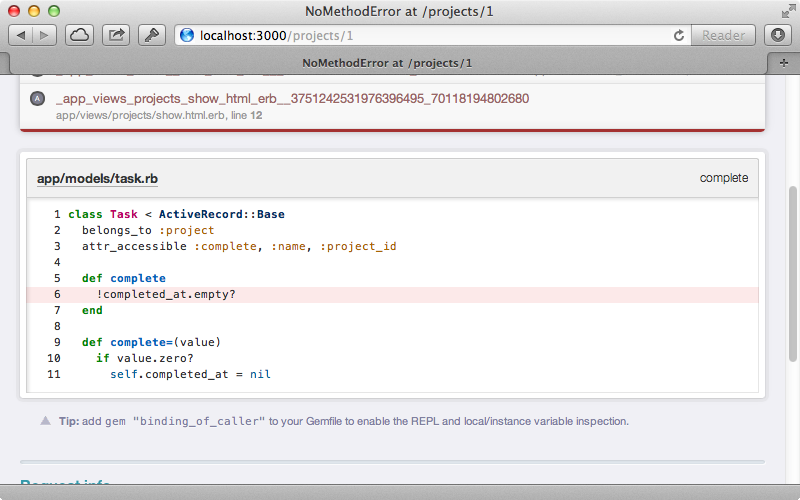 NoMethodError at /projects/1
localhost:3000/projects/1
Reader
NoMethodError at /projects/1
A _app_views_projects_show_html_erb__3751242531976396495_70118194802680
app/views/projects/show.html.erb, line 12
app/models/task.rb complete
1 class Task < ActiveRecord::Base
2 belongs_to :project
3 attr_accessible :complete, :name, :project_id
4
5 def complete
6 !completed_at.empty?
7 end
8
9 def complete=(value)
10 if value.zero?
11 self.completed_at = nil
Tip: add gem "binding_of_caller" to your Gemfile to enable the REPL and local/instance variable inspection.
Request info